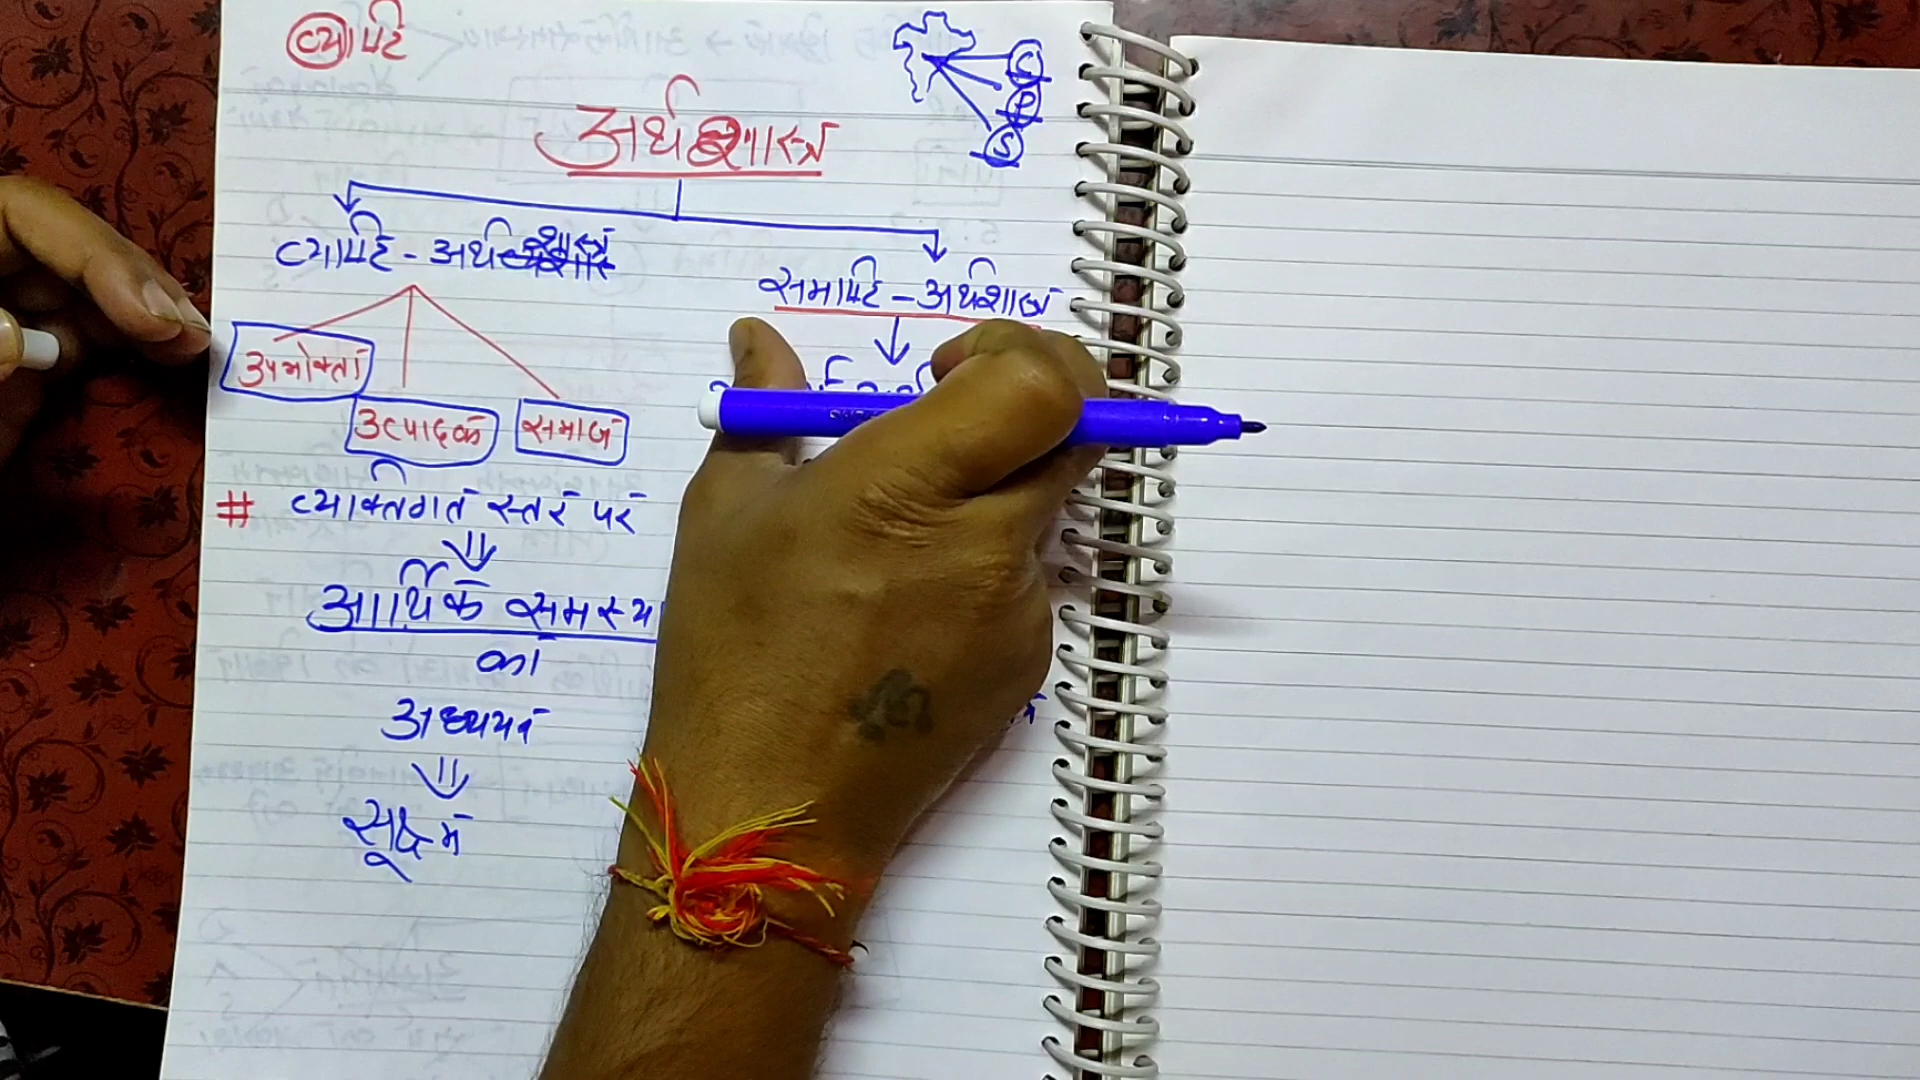 व्यष्टि
C
P
S
अर्थशास्त्र
व्यष्टि - अर्थशास्त्र
समष्टि - अर्थशास्त्र
उपभोक्ता
उत्पादक
समाज
# व्यक्तिगत स्तर पर
आर्थिक समस्या
का
अध्ययन
सूक्ष्म